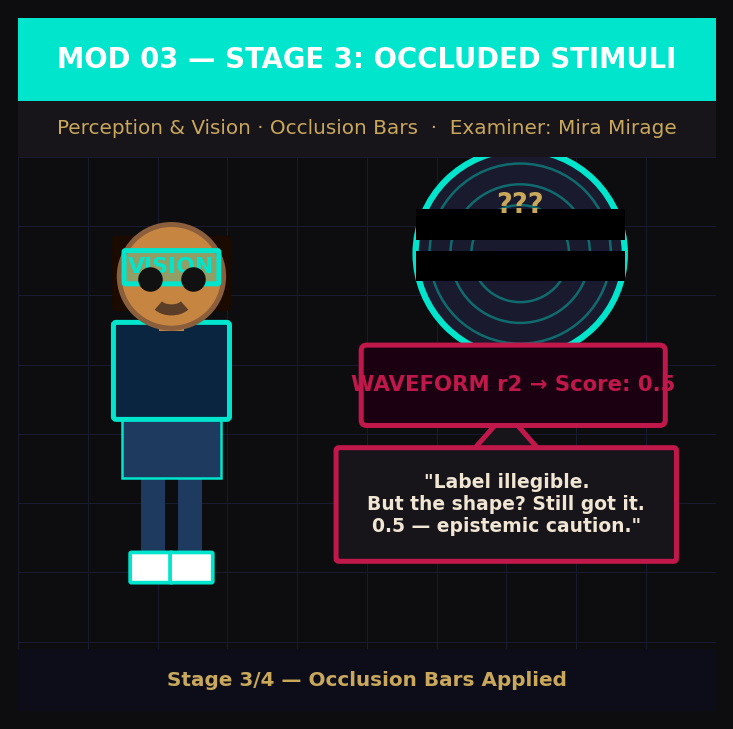 MOD 03 — STAGE 3: OCCLUDED STIMULI
Perception & Vision · Occlusion Bars  ·  Examiner: Mira Mirage
???
VISION
WAVEFORM r2 → Score: 0.5
"Label illegible.
But the shape? Still got it.
0.5 — epistemic caution."
Stage 3/4 — Occlusion Bars Applied